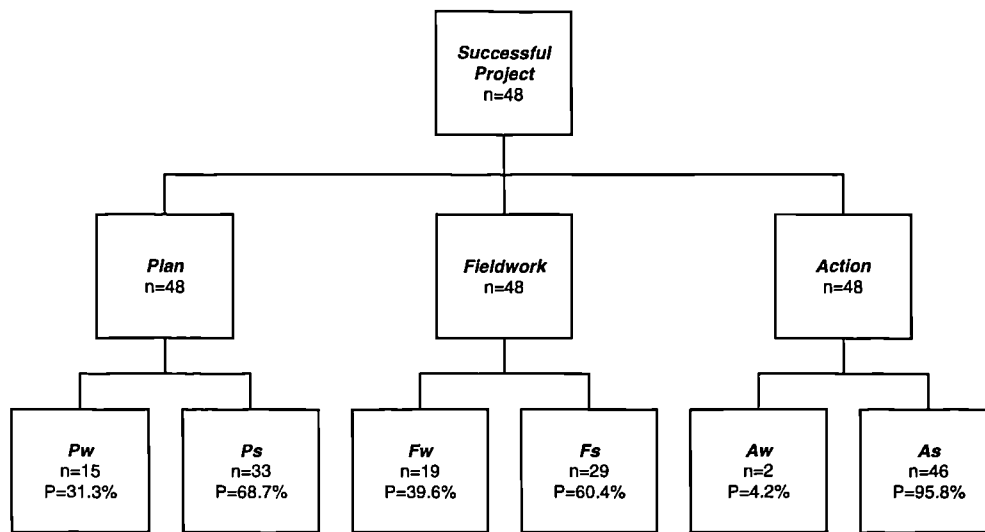 Successful
Project
n=48
Plan
n=48
Fieldwork
n=48
Action
n=48
Pw
n=15
P=31.3%
Ps
n=33
P=68.7%
Fw
n=19
P=39.6%
Fs
n=29
P=60.4%
Aw
n=2
P=4.2%
As
n=46
P=95.8%